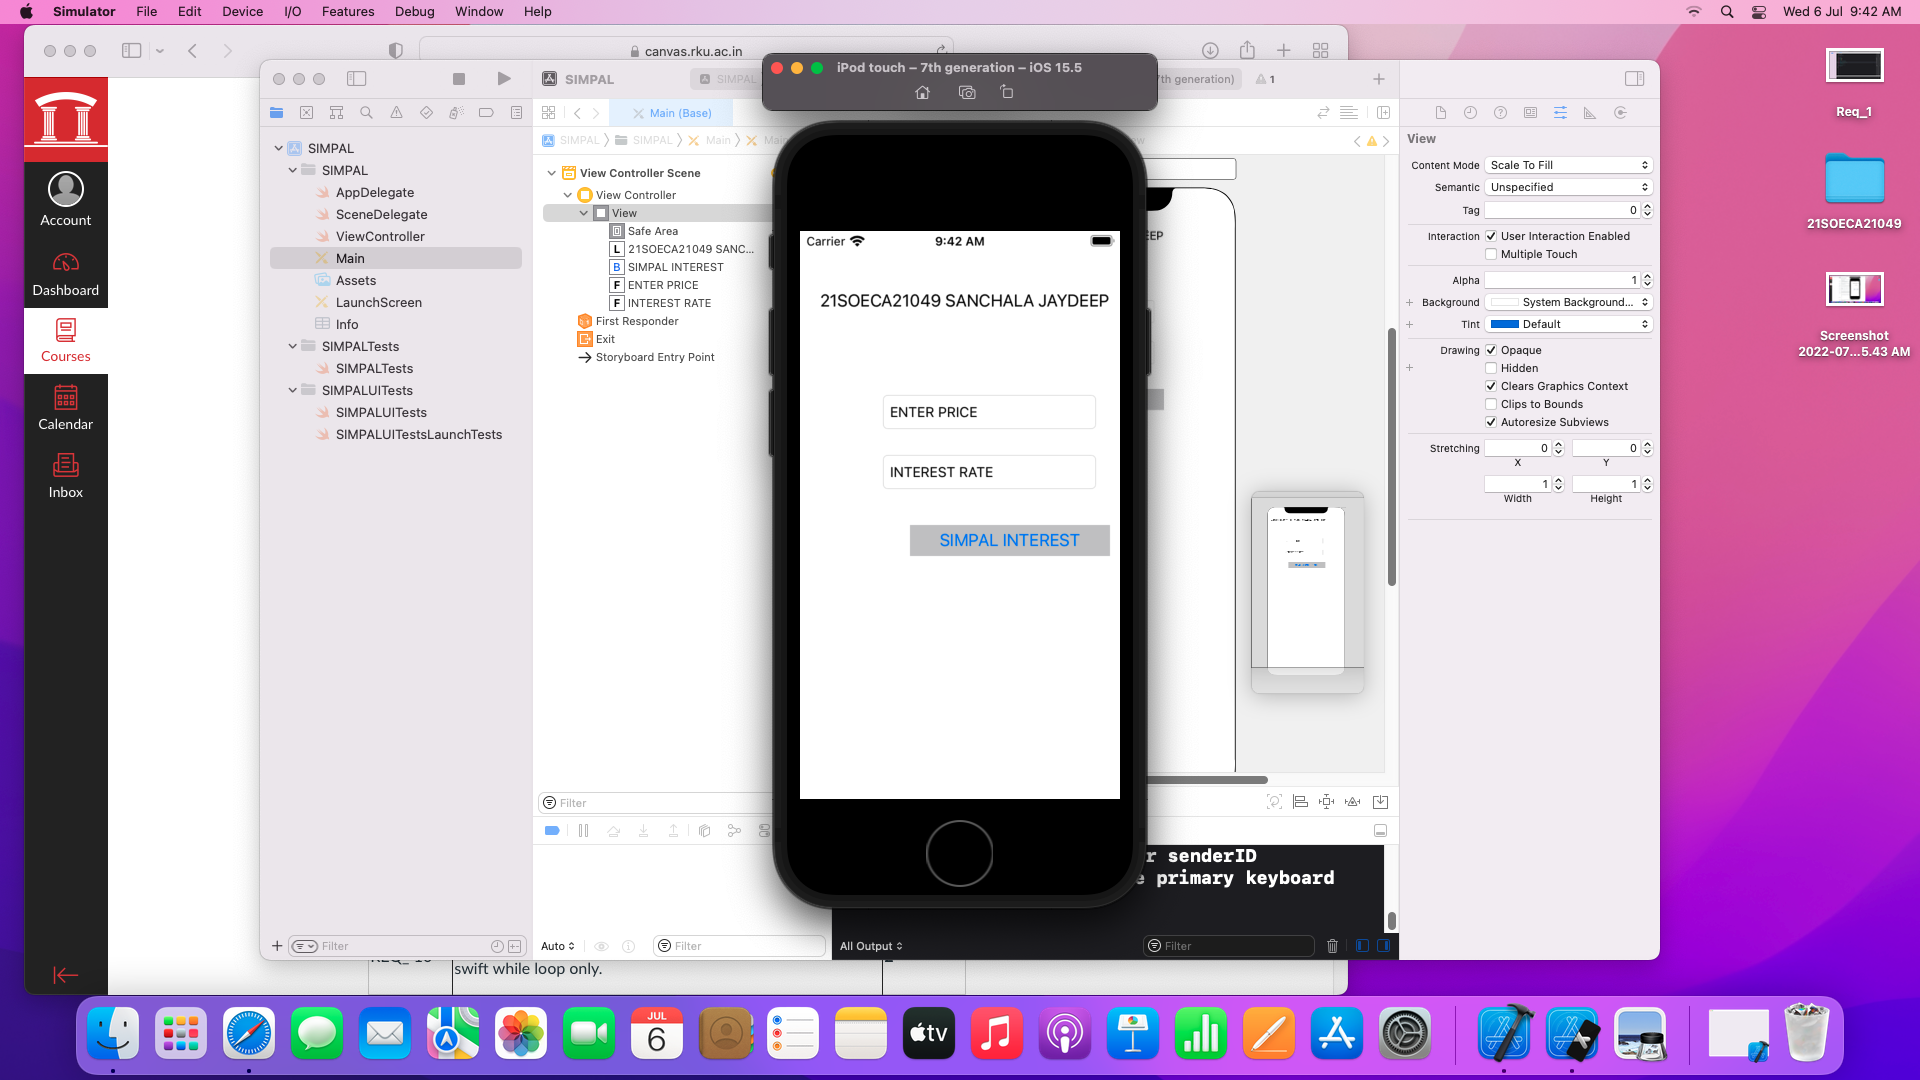 Simulator File Edit Device I/O Features Debug Window Help Wed 6 Jul 9:42 AM
canvas.rku.ac.in
iPod touch – 7th generation – iOS 15.5
SIMPAL SIMPAL 7th generation) 1
Main (Base)
SIMPAL SIMPAL Main
Account
Dashboard
Courses
Calendar
Inbox
SIMPAL
SIMPAL
AppDelegate
SceneDelegate
ViewController
Main
Assets
LaunchScreen
Info
SIMPALTests
SIMPALTests
SIMPALUITests
SIMPALUITests
SIMPALUITestsLaunchTests
Filter
View Controller Scene
View Controller
View
Safe Area
L 21SOECA21049 SANC...
B SIMPAL INTEREST
F ENTER PRICE
F INTEREST RATE
First Responder
Exit
Storyboard Entry Point
Filter
Auto
Filter
Carrier 9:42 AM
21SOECA21049 SANCHALA JAYDEEP
ENTER PRICE
INTEREST RATE
SIMPAL INTEREST
EP
r senderID
e primary keyboard
All Output
Filter
View
Content Mode Scale To Fill
Semantic Unspecified
Tag 0
Interaction User Interaction Enabled
Multiple Touch
Alpha 1
Background System Background...
Tint Default
Drawing Opaque
Hidden
Clears Graphics Context
Clips to Bounds
Autoresize Subviews
Stretching 0 0
X Y
1 1
Width Height
Req_1
21SOECA21049
Screenshot
2022-07...5.43 AM
swift while loop only.
JUL
6
tv